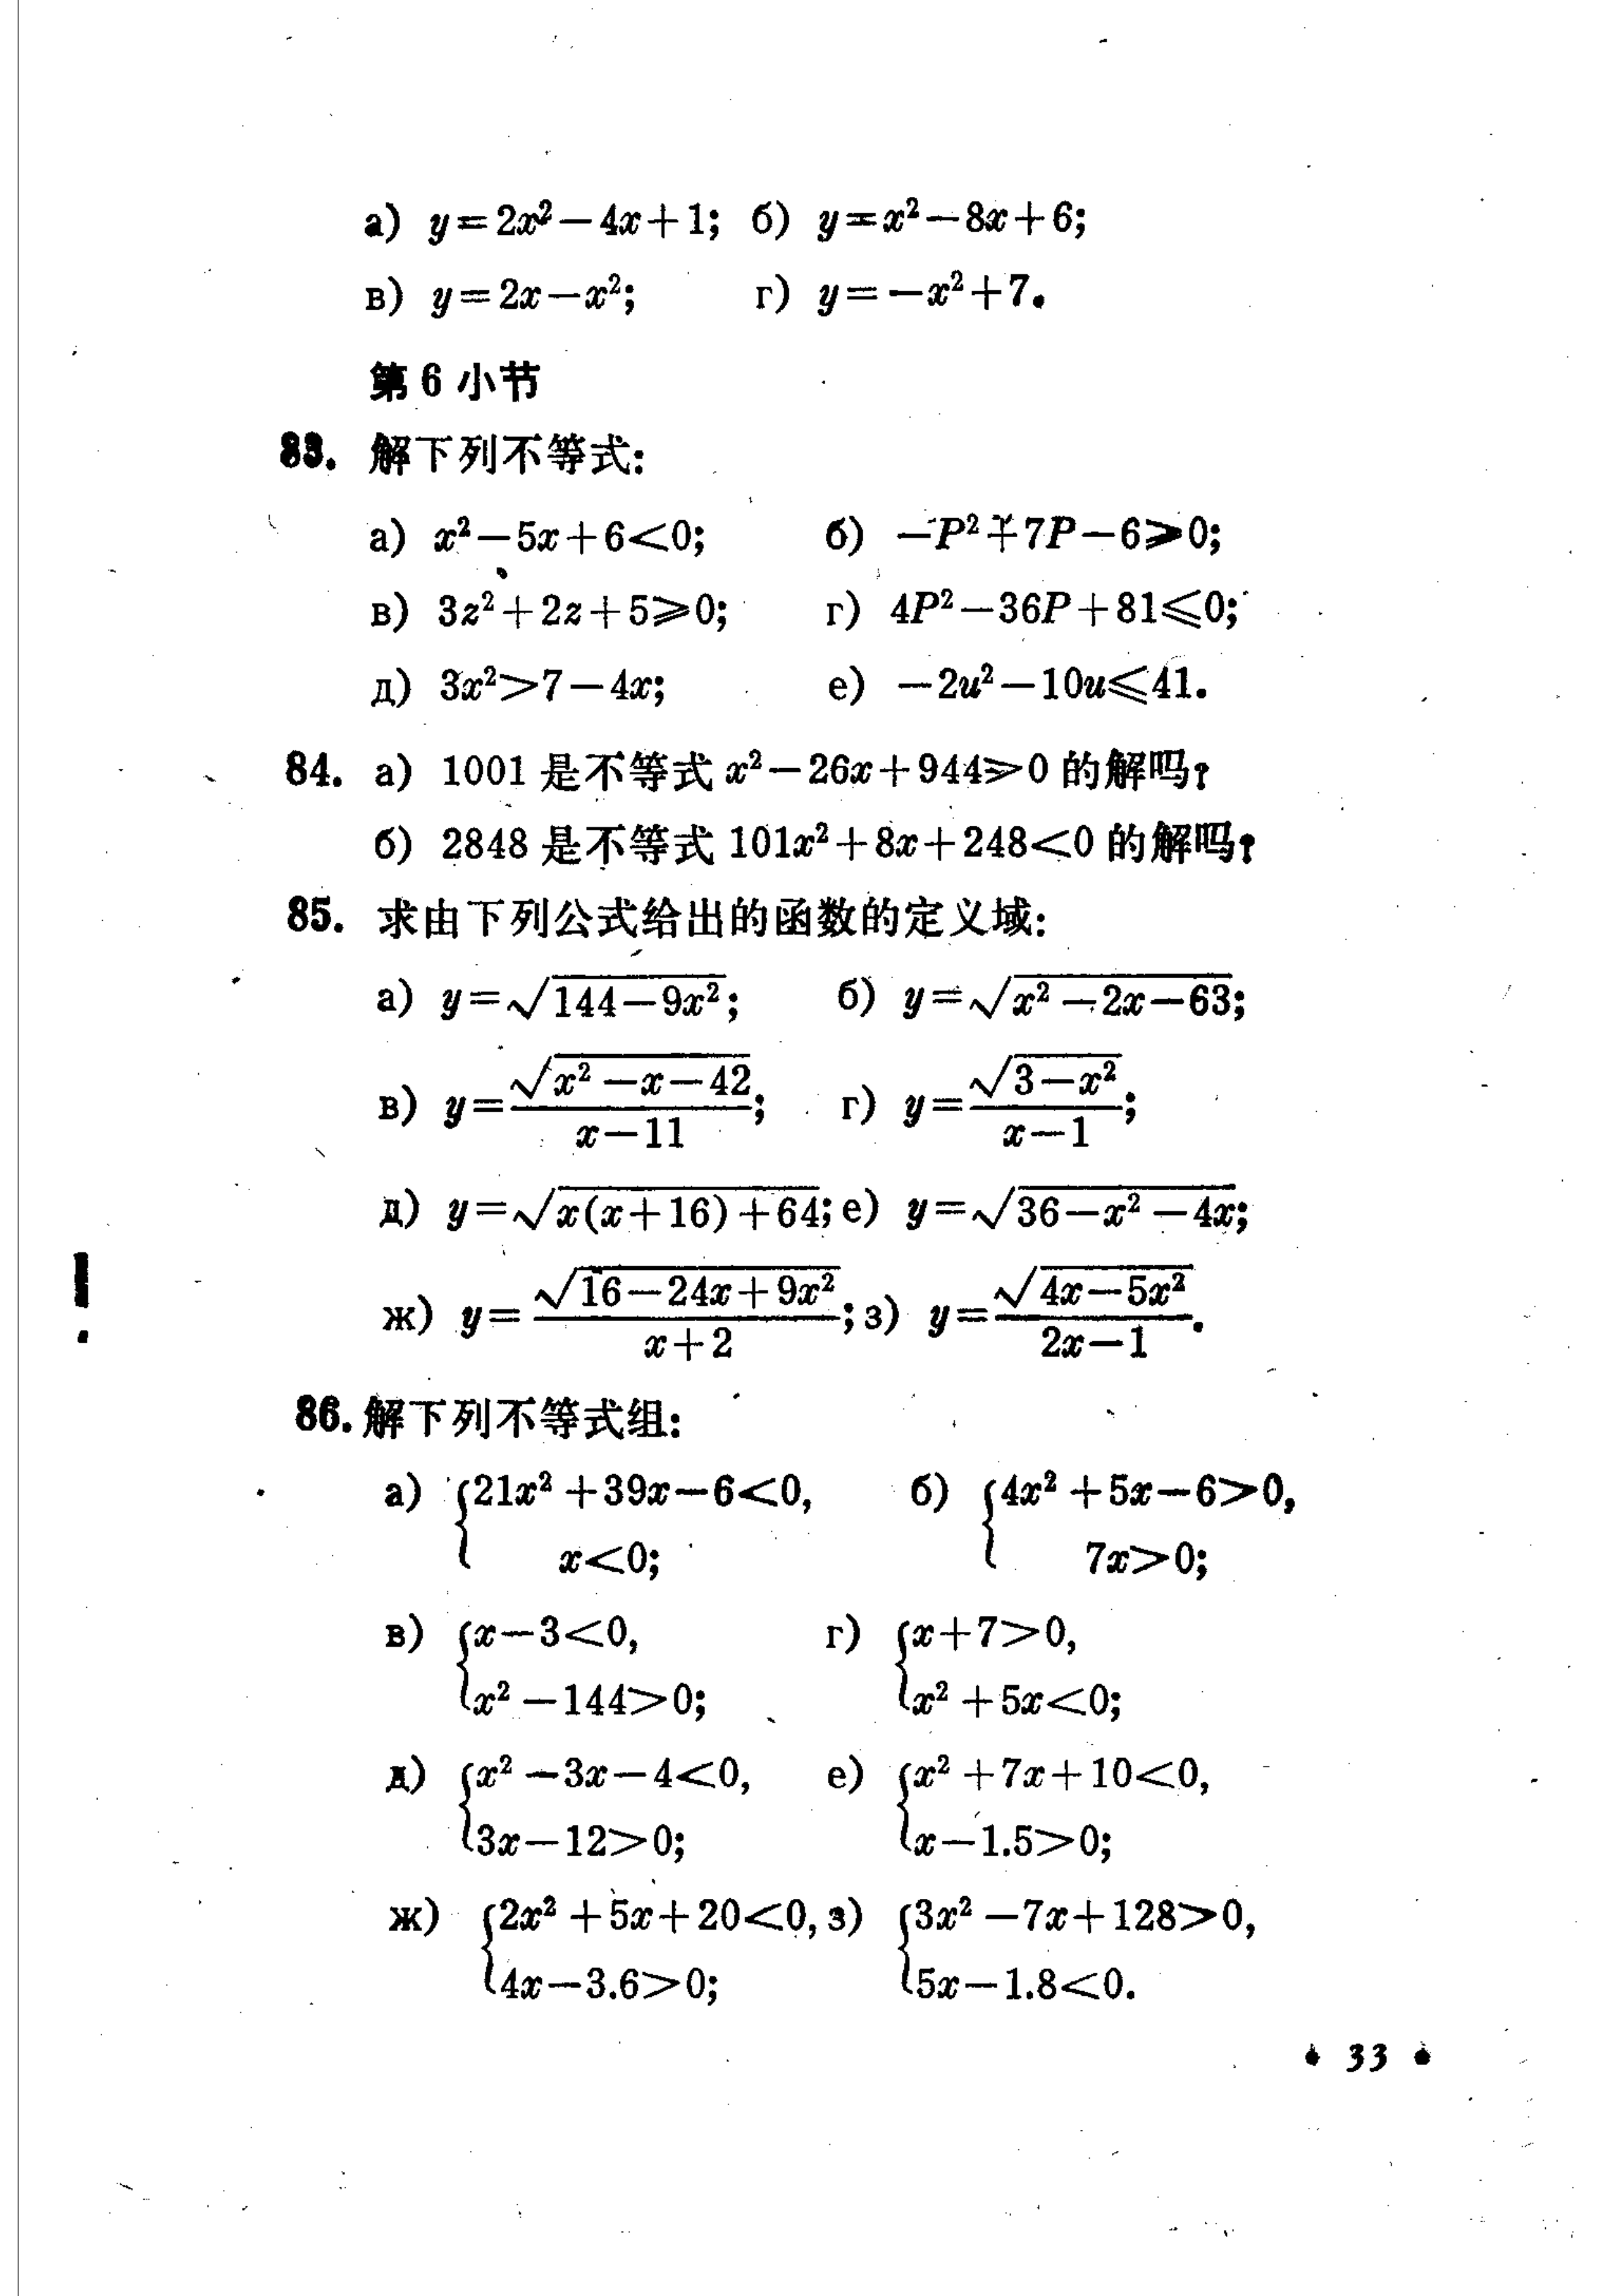 а) y=2x²-4x+1; б) y=x²-8x+6;
в) y=2x-x²; г) y=-x²+7.
第 6 小节
83. 解下列不等式:
а) x²-5x+6<0; б) -P²+7P-6⩾0;
в) 3z²+2z+5⩾0; г) 4P²-36P+81⩽0;
д) 3x²>7-4x; е) -2u²-10u⩽41.
84. а) 1001 是不等式 x²-26x+944⩾0 的解吗?
б) 2848 是不等式 101x²+8x+248<0 的解吗?
85. 求由下列公式给出的函数的定义域:
а) y=√(144-9x²); б) y=√(x²-2x-63);
в) y=√(x²-x-42)/(x-11); г) y=√(3-x²)/(x-1);
д) y=√(x(x+16)+64); е) y=√(36-x²-4x);
ж) y=√(16-24x+9x²)/(x+2); з) y=√(4x-5x²)/(2x-1).
86. 解下列不等式组:
а) {21x²+39x-6<0, б) {4x²+5x-6>0,
x<0; 7x>0;
в) {x-3<0, г) {x+7>0,
x²-144>0; x²+5x<0;
д) {x²-3x-4<0, е) {x²+7x+10<0,
3x-12>0; x-1.5>0;
ж) {2x²+5x+20<0, з) {3x²-7x+128>0,
4x-3.6>0; 5x-1.8<0.
• 33 •